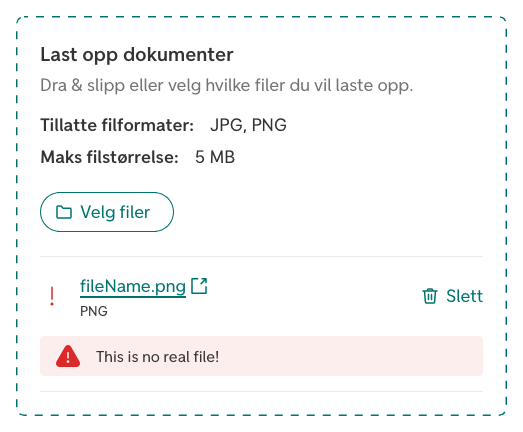 Last opp dokumenter
Dra & slipp eller velg hvilke filer du vil laste opp.
Tillatte filformater: JPG, PNG
Maks filstørrelse: 5 MB
Velg filer
fileName.png
Slett
PNG
This is no real file!